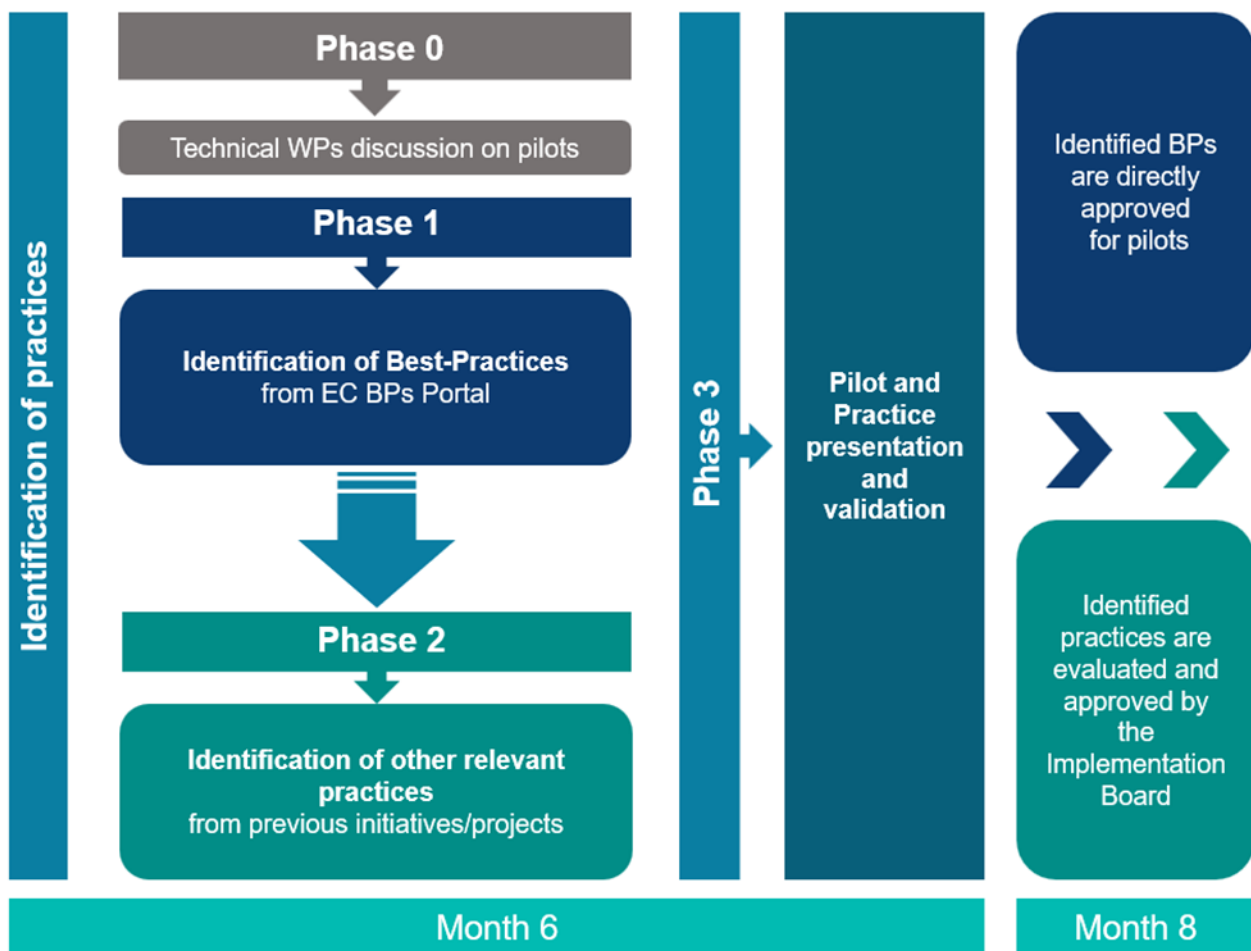 Identification of practices
Phase 0
Technical WPs discussion on pilots
Phase 1
Identification of Best-Practices
from EC BPs Portal
Phase 2
Identification of other relevant
practices
from previous initiatives/projects
Phase 3
Pilot and
Practice
presentation
and
validation
Identified BPs
are directly
approved
for pilots
Identified
practices are
evaluated and
approved by
the
Implementation
Board
Month 6
Month 8